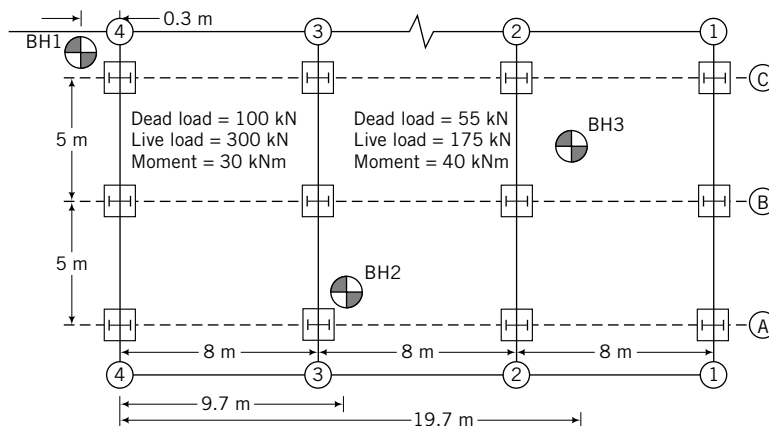 0.3 m
4 3 2 1
BH1
C
Dead load = 100 kN
Live load = 300 kN
Moment = 30 kNm
Dead load = 55 kN
Live load = 175 kN
Moment = 40 kNm
BH3
5 m
B
5 m
BH2
A
8 m 8 m 8 m
4 3 2 1
9.7 m
19.7 m